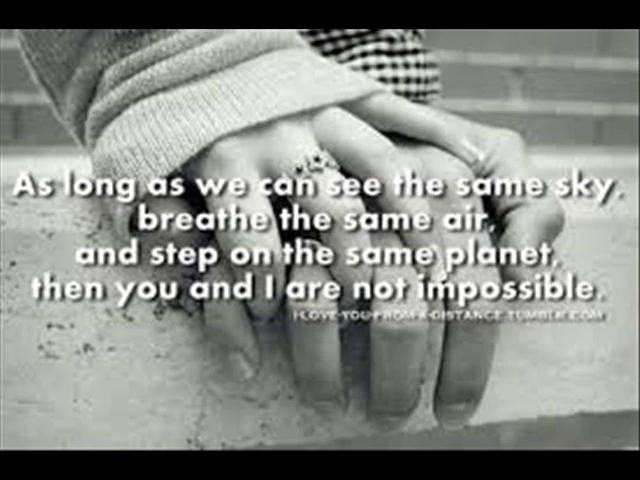 As long as we can see the same sky,
breathe the same air,
and step on the same planet,
then you and I are not impossible.
I-LOVE-YOU-FROM-A-DISTANCE.TUMBLR.COM